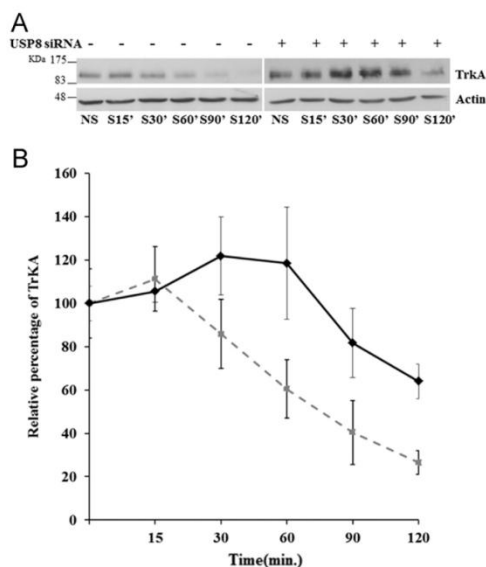 A
USP8 siRNA - - - - - - + + + + + +
KDa 175
83
TrkA
48
Actin
NS S15' S30' S60' S90' S120' NS S15' S30' S60' S90' S120'
B
160
140
120
100
80
60
40
20
0
Relative percentage of TrKA
15 30 60 90 120
Time(min.)